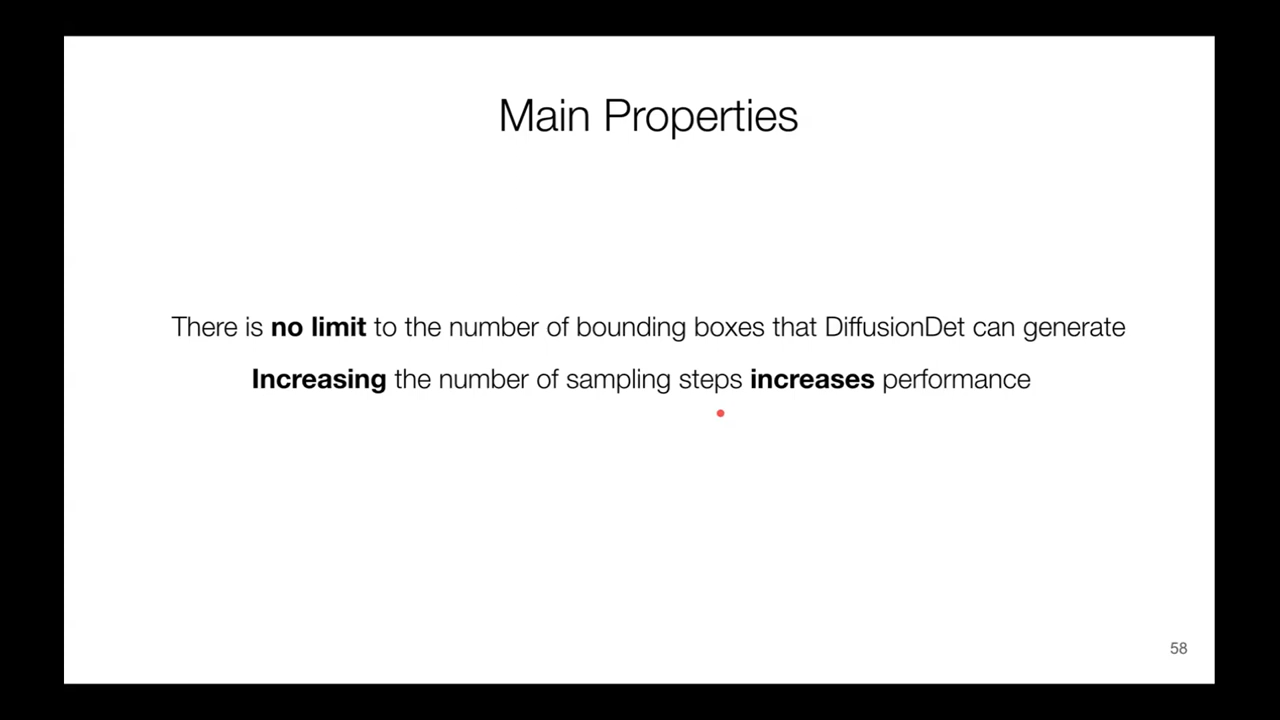 Main Properties
There is no limit to the number of bounding boxes that DiffusionDet can generate
Increasing the number of sampling steps increases performance
58